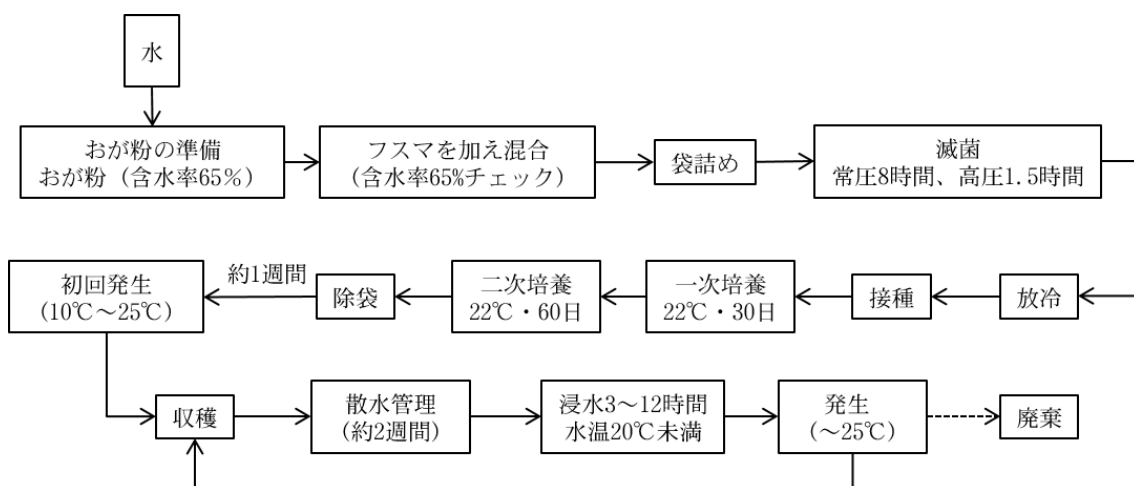 水
おが粉の準備
おが粉（含水率65％）
フスマを加え混合
(含水率65%チェック）
袋詰め
滅菌
常圧8時間、高圧1.5時間
初回発生
(10℃～25℃)
約1週間
除袋
二次培養
22℃・60日
一次培養
22℃・30日
接種
放冷
収穫
散水管理
(約2週間)
浸水3～12時間
水温20℃未満
発生
(～25℃)
廃棄